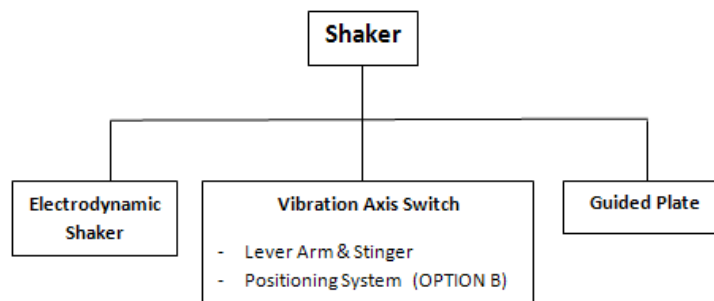 Shaker
Electrodynamic
Shaker
Vibration Axis Switch
- Lever Arm & Stinger
- Positioning System (OPTION B)
Guided Plate